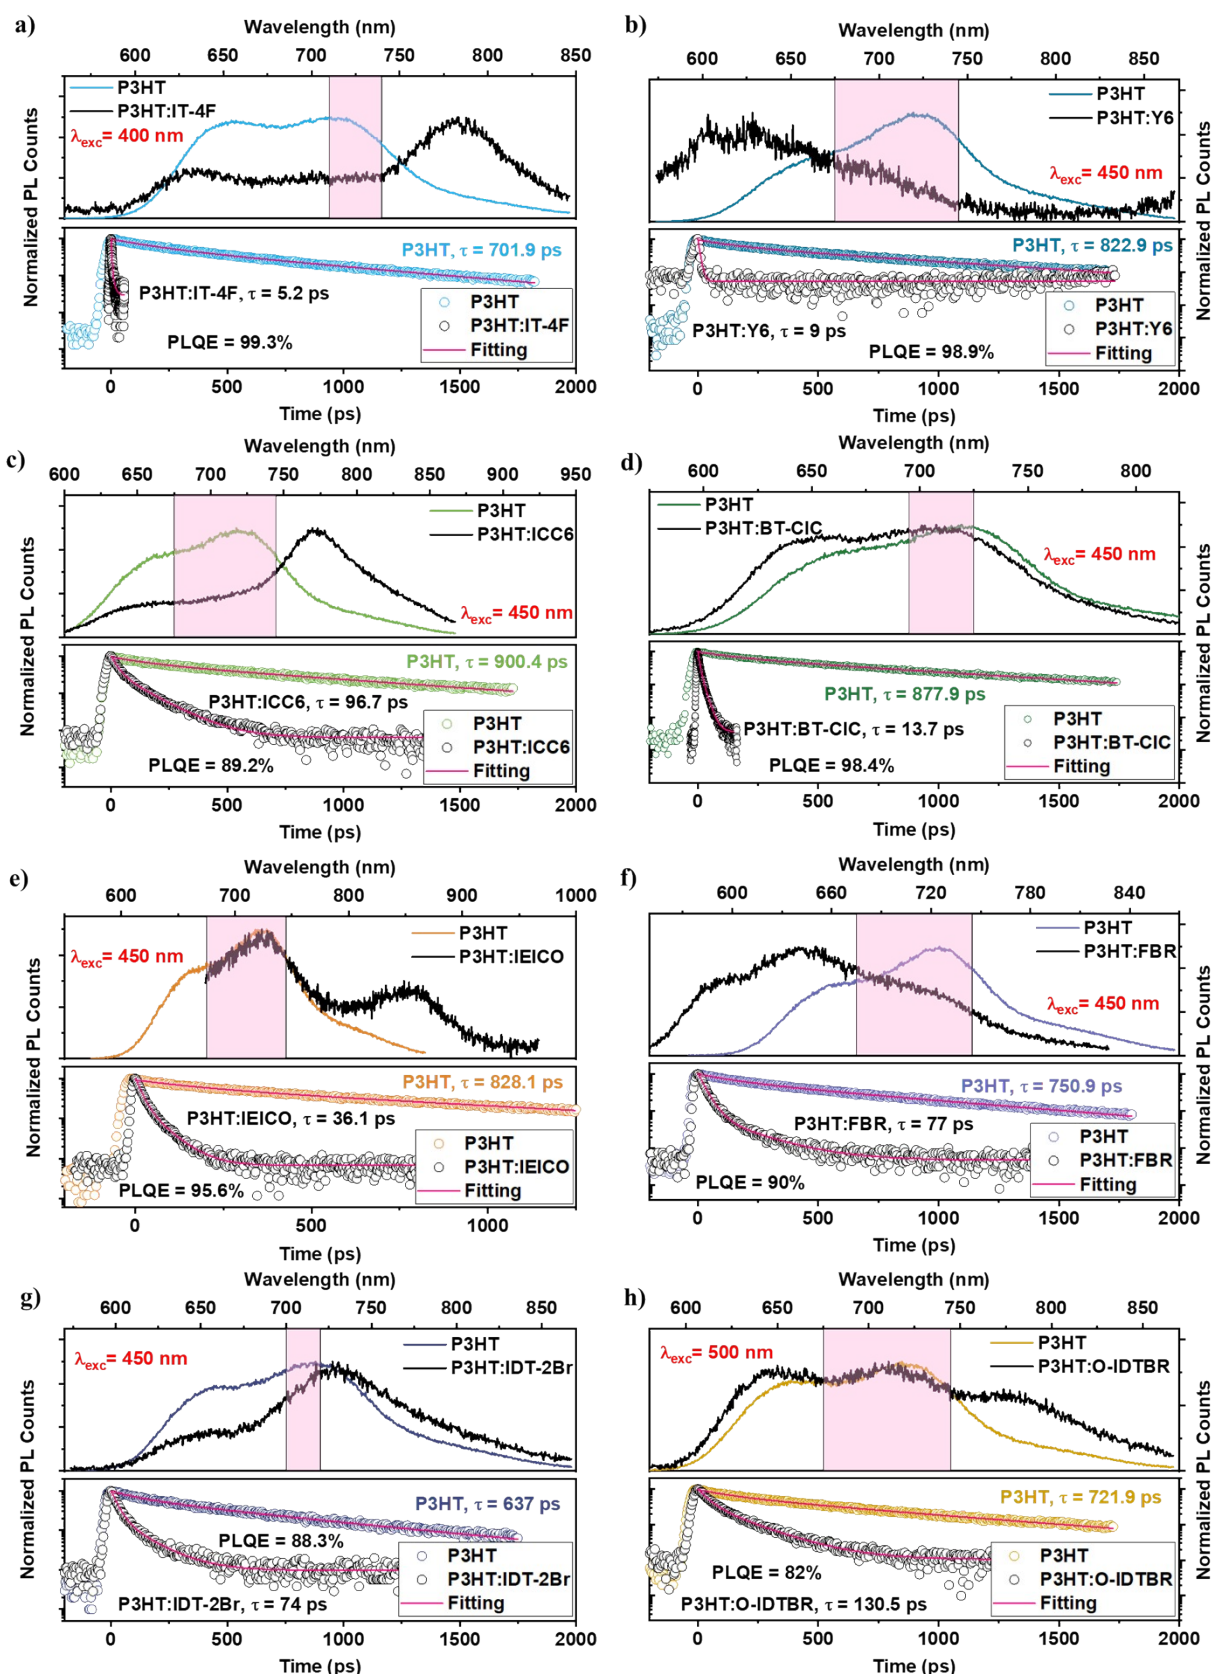 a)
Wavelength (nm)
600 650 700 750 800 850
P3HT
P3HT:IT-4F
λexc= 400 nm
Normalized PL Counts
P3HT, τ = 701.9 ps
P3HT:IT-4F, τ = 5.2 ps
PLQE = 99.3%
P3HT
P3HT:IT-4F
Fitting
0 500 1000 1500 2000
Time (ps)
b)
Wavelength (nm)
600 650 700 750 800 850
P3HT
P3HT:Y6
λexc= 450 nm
Normalized PL Counts
P3HT, τ = 822.9 ps
P3HT:Y6, τ = 9 ps
PLQE = 98.9%
P3HT
P3HT:Y6
Fitting
0 500 1000 1500 2000
Time (ps)
c)
Wavelength (nm)
600 650 700 750 800 850 900 950
P3HT
P3HT:ICC6
λexc= 450 nm
Normalized PL Counts
P3HT, τ = 900.4 ps
P3HT:ICC6, τ = 96.7 ps
PLQE = 89.2%
P3HT
P3HT:ICC6
Fitting
0 500 1000 1500 2000
Time (ps)
d)
Wavelength (nm)
600 650 700 750 800
P3HT
P3HT:BT-CIC
λexc= 450 nm
Normalized PL Counts
P3HT, τ = 877.9 ps
P3HT:BT-CIC, τ = 13.7 ps
PLQE = 98.4%
P3HT
P3HT:BT-CIC
Fitting
0 500 1000 1500 2000
Time (ps)
e)
Wavelength (nm)
600 700 800 900 1000
P3HT
P3HT:IEICO
λexc= 450 nm
Normalized PL Counts
P3HT, τ = 828.1 ps
P3HT:IEICO, τ = 36.1 ps
PLQE = 95.6%
P3HT
P3HT:IEICO
Fitting
0 500 1000
Time (ps)
f)
Wavelength (nm)
600 660 720 780 840
P3HT
P3HT:FBR
λexc= 450 nm
Normalized PL Counts
P3HT, τ = 750.9 ps
P3HT:FBR, τ = 77 ps
PLQE = 90%
P3HT
P3HT:FBR
Fitting
0 500 1000 1500 2000
Time (ps)
g)
Wavelength (nm)
600 650 700 750 800 850
P3HT
P3HT:IDT-2Br
λexc= 450 nm
Normalized PL Counts
P3HT, τ = 637 ps
PLQE = 88.3%
P3HT:IDT-2Br, τ = 74 ps
P3HT
P3HT:IDT-2Br
Fitting
0 500 1000 1500 2000
Time (ps)
h)
Wavelength (nm)
600 650 700 750 800 850
P3HT
P3HT:O-IDTBR
λexc= 500 nm
Normalized PL Counts
P3HT, τ = 721.9 ps
PLQE = 82%
P3HT:O-IDTBR, τ = 130.5 ps
P3HT
P3HT:O-IDTBR
Fitting
0 500 1000 1500 2000
Time (ps)